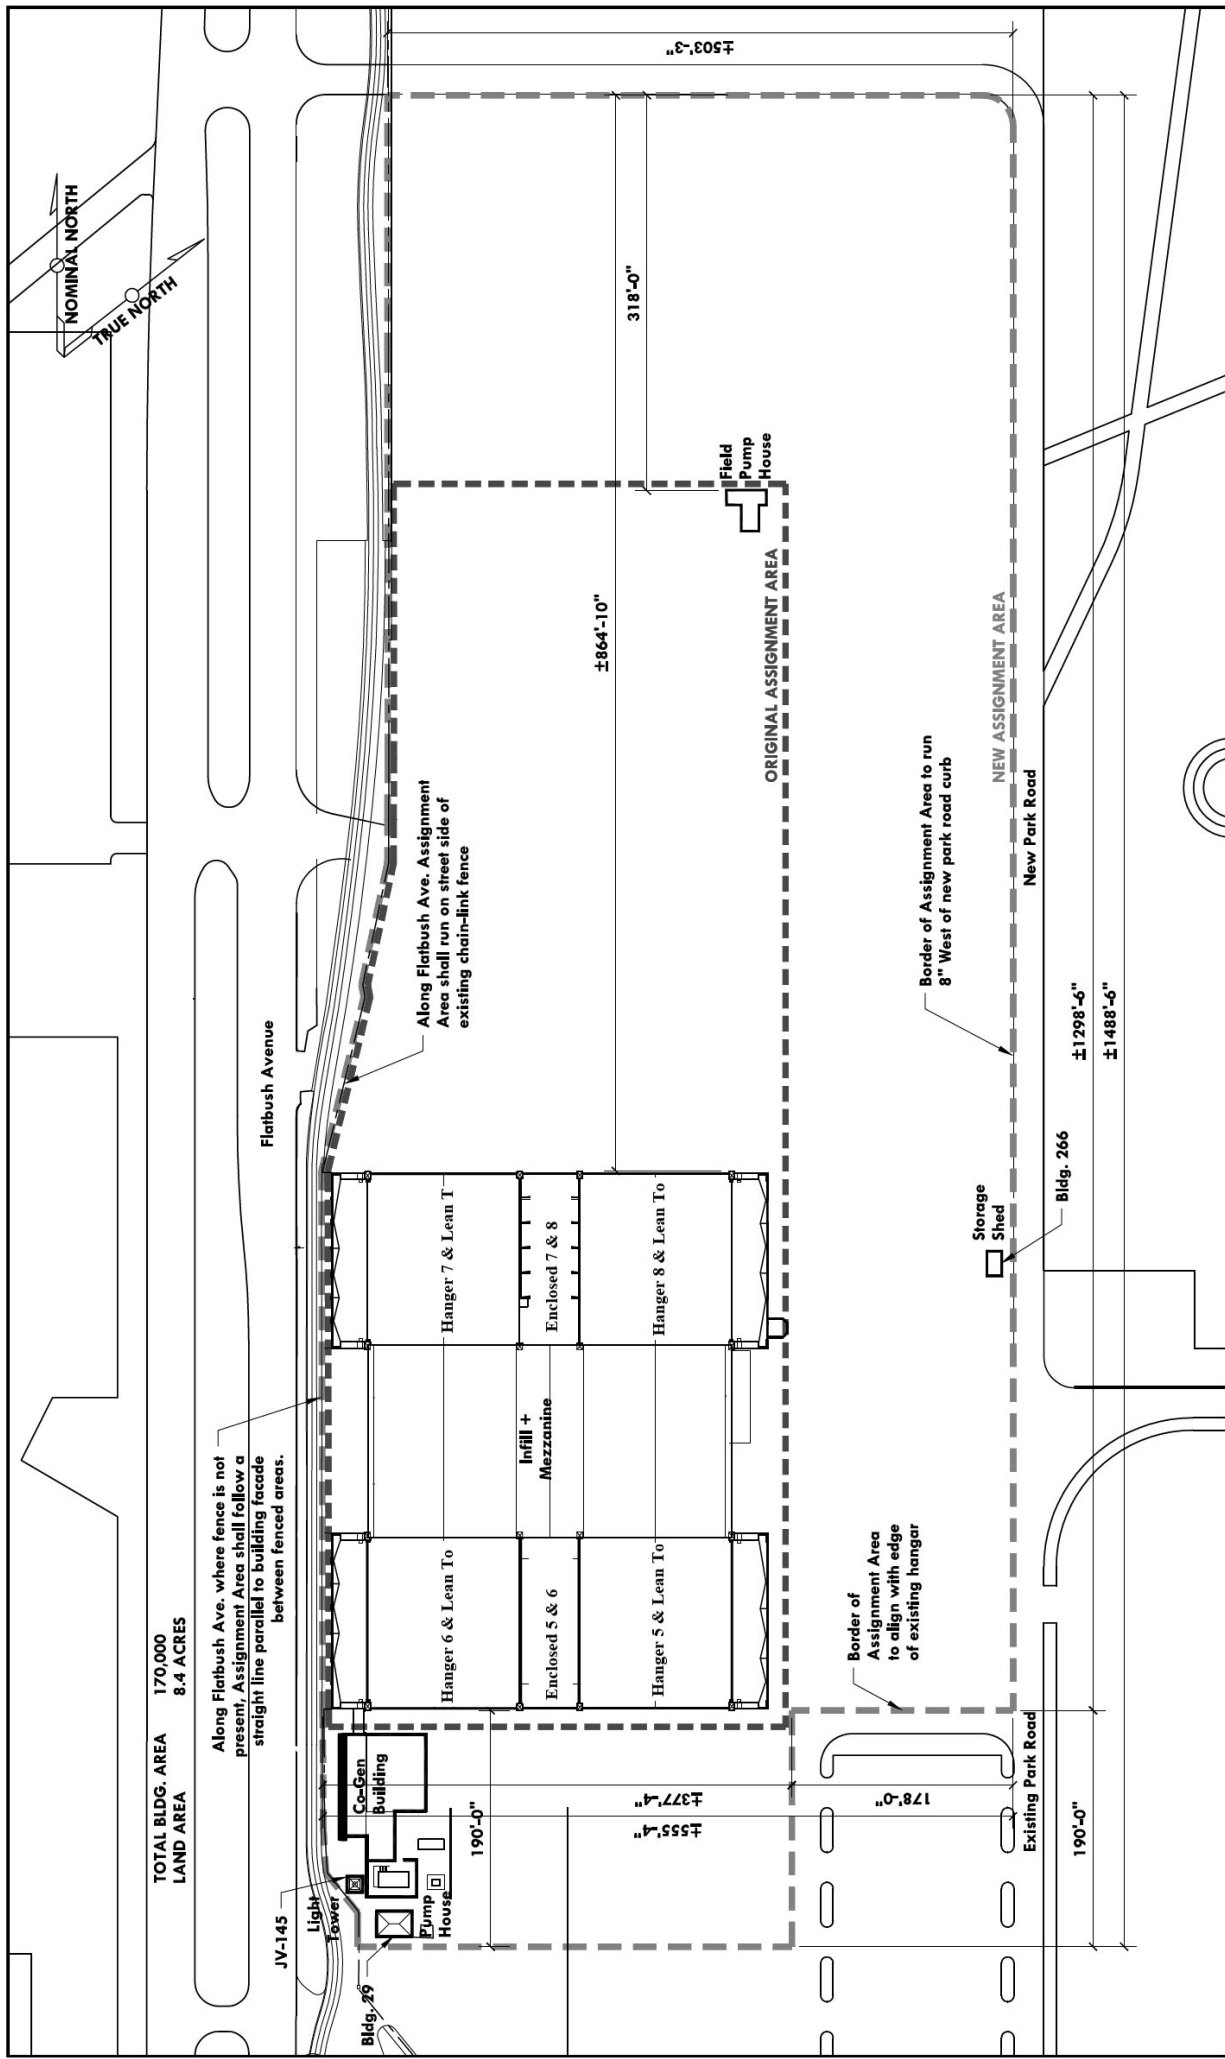 TOTAL BLDG. AREA 170,000
LAND AREA 8.4 ACRES
NOMINAL NORTH
TRUE NORTH
Along Flatbush Ave. where fence is not
present, Assignment Area shall follow a
straight line parallel to building facade
between fenced areas.
Flatbush Avenue
JV-145
Light
Tower
Bldg. 29
Pump
House
Co-Gen
Building
Along Flatbush Ave. Assignment
Area shall run on street side of
existing chain-link fence
Hanger 6 & Lean To
Enclosed 5 & 6
Hanger 5 & Lean To
Infill +
Mezzanine
Hanger 7 & Lean T
Enclosed 7 & 8
Hanger 8 & Lean To
190'-0"
±555'-4"
±377'-4"
178'-0"
±864'-10"
318'-0"
±503'-3"
Field
Pump
House
ORIGINAL ASSIGNMENT AREA
NEW ASSIGNMENT AREA
Border of
Assignment Area
to align with edge
of existing hangar
Border of Assignment Area to run
8" West of new park road curb
Storage
Shed
Bldg. 266
Existing Park Road
New Park Road
190'-0"
±1298'-6"
±1488'-6"